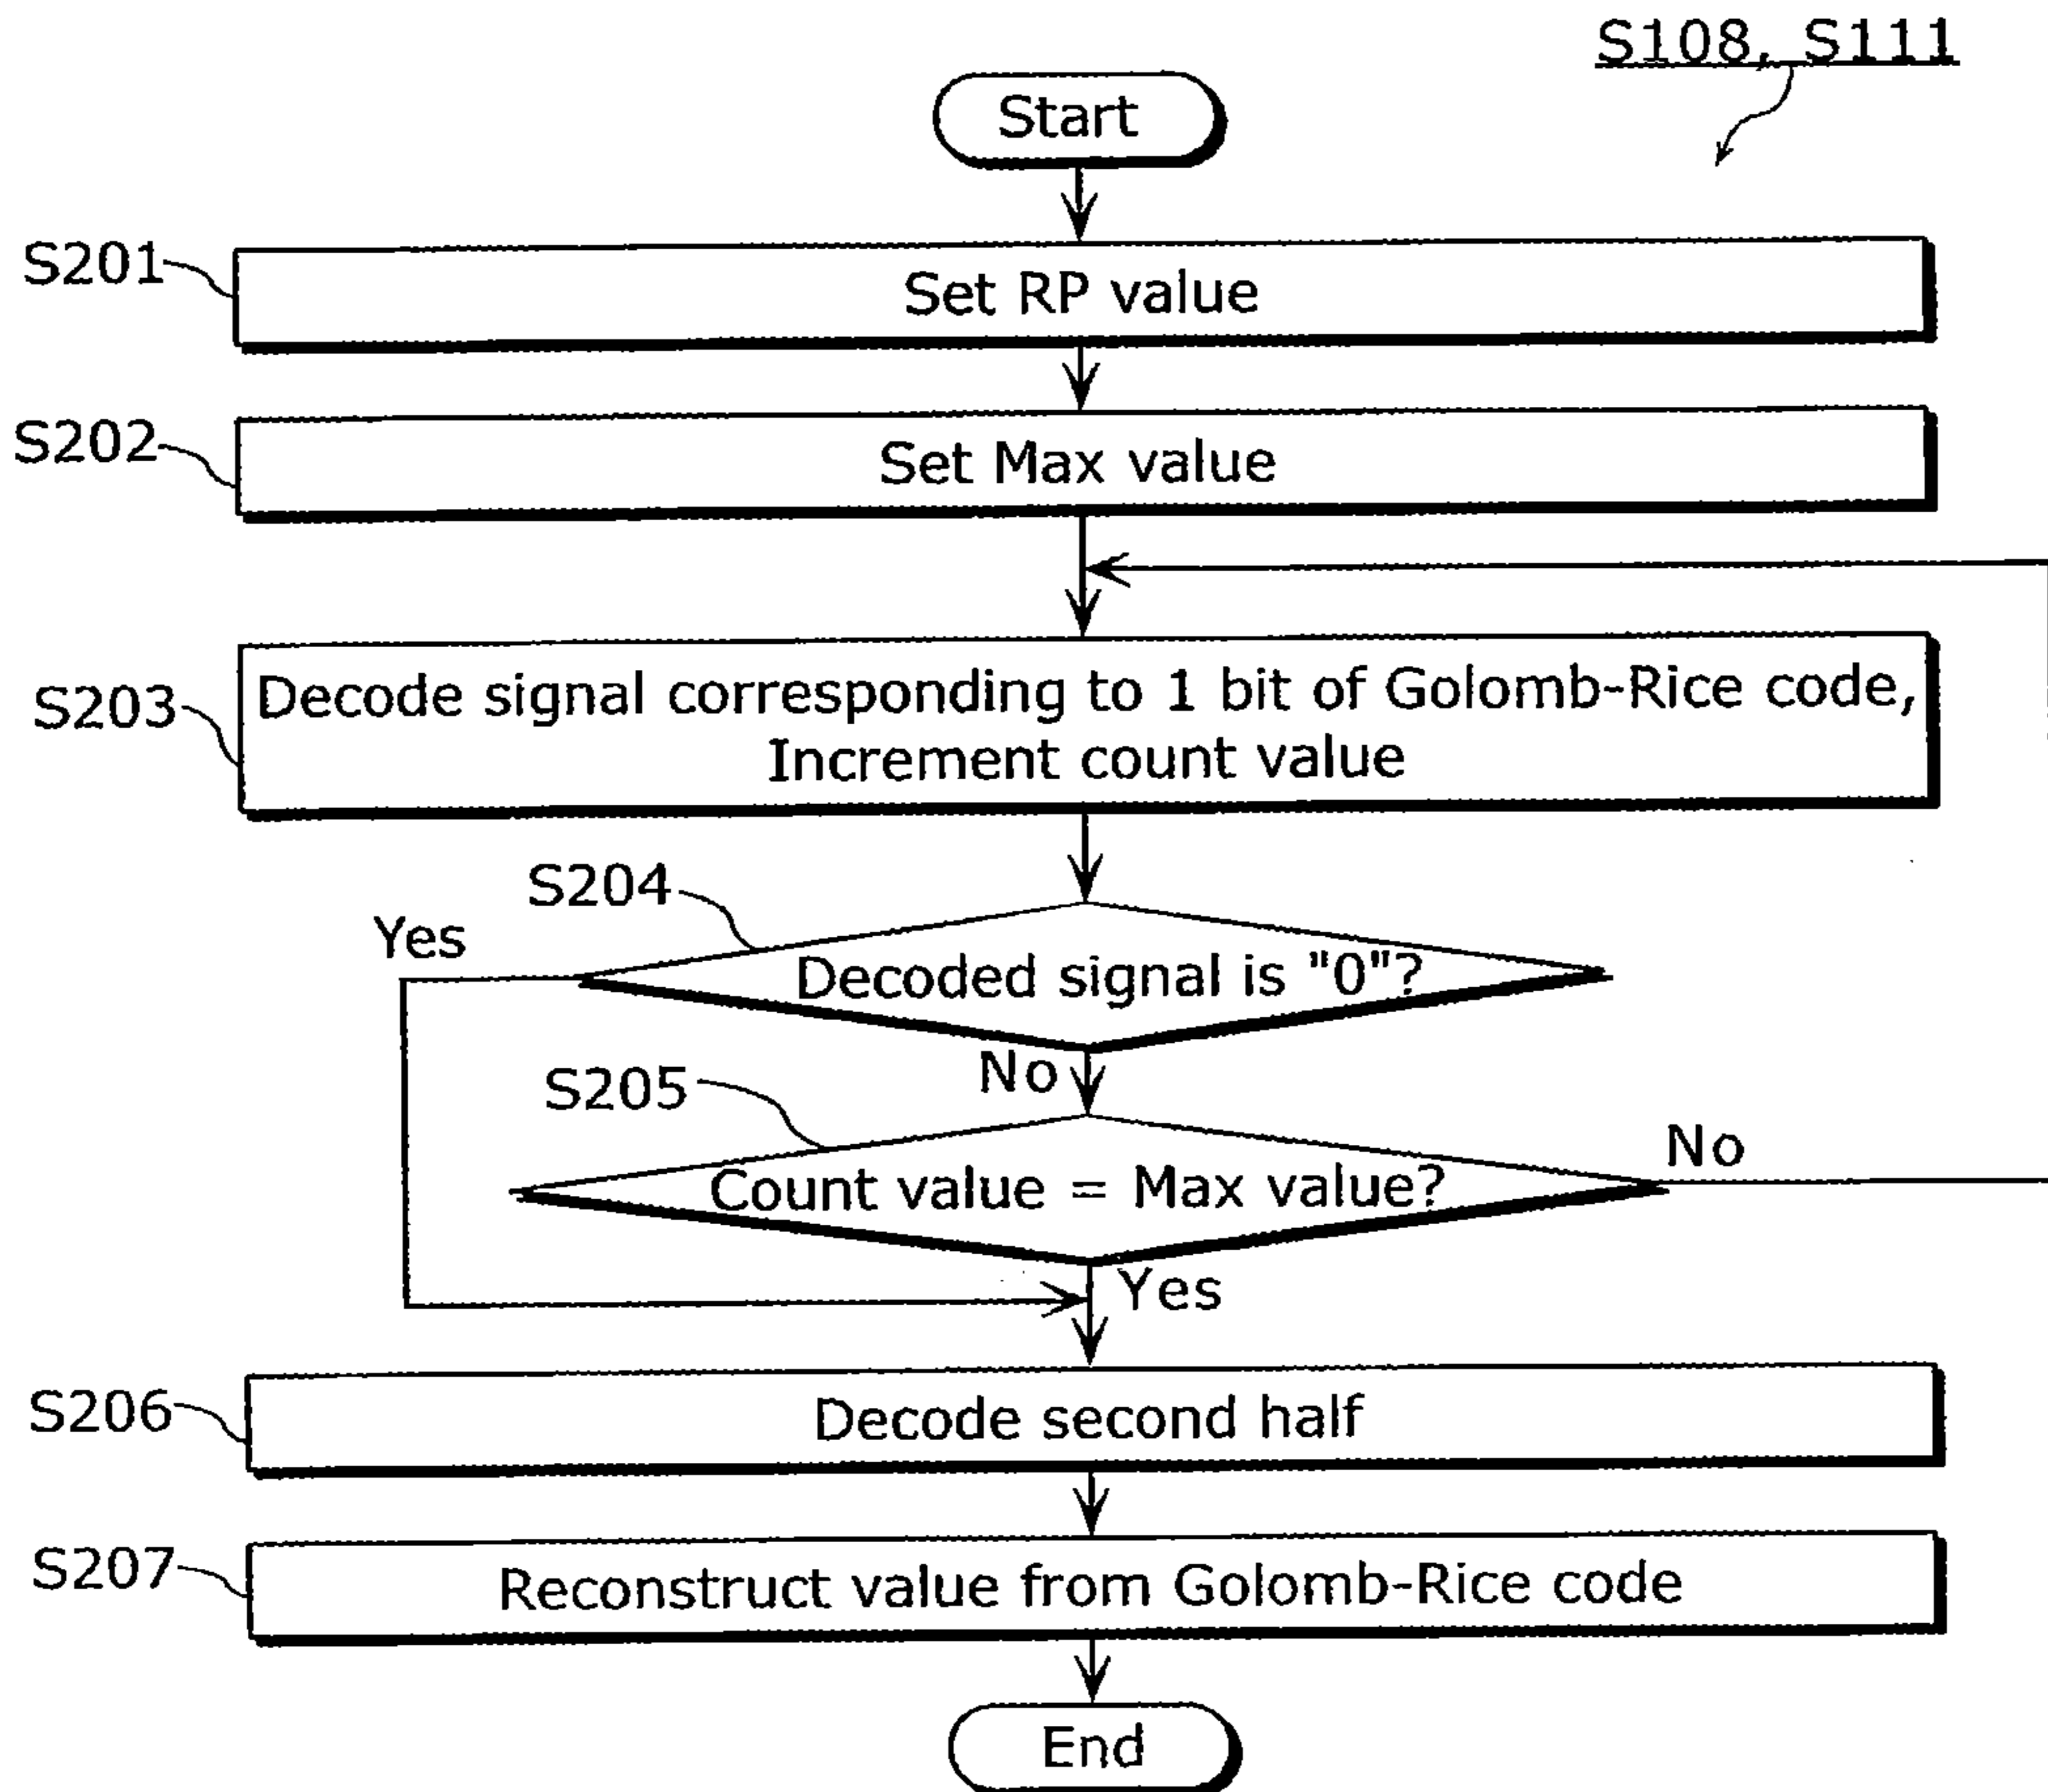 S108, S111
Start
S201
Set RP value
S202
Set Max value
S203
Decode signal corresponding to 1 bit of Golomb-Rice code,
Increment count value
S204
Yes
Decoded signal is "0"?
No
S205
No
Count value = Max value?
Yes
S206
Decode second half
S207
Reconstruct value from Golomb-Rice code
End